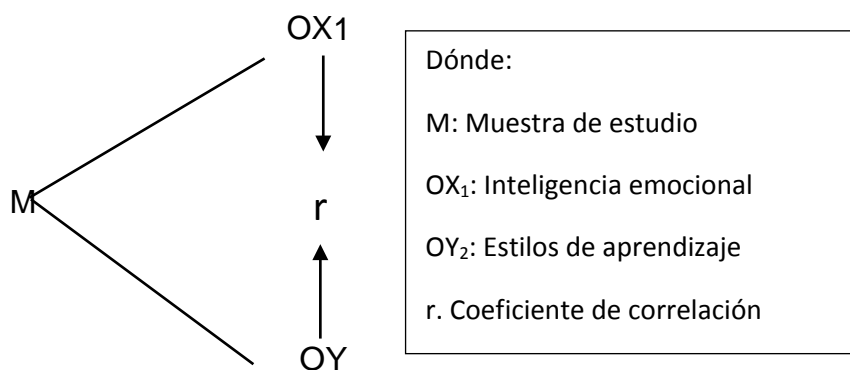 OX1
M
r
OY
Dónde:
M: Muestra de estudio
OX₁: Inteligencia emocional
OY₂: Estilos de aprendizaje
r. Coeficiente de correlación